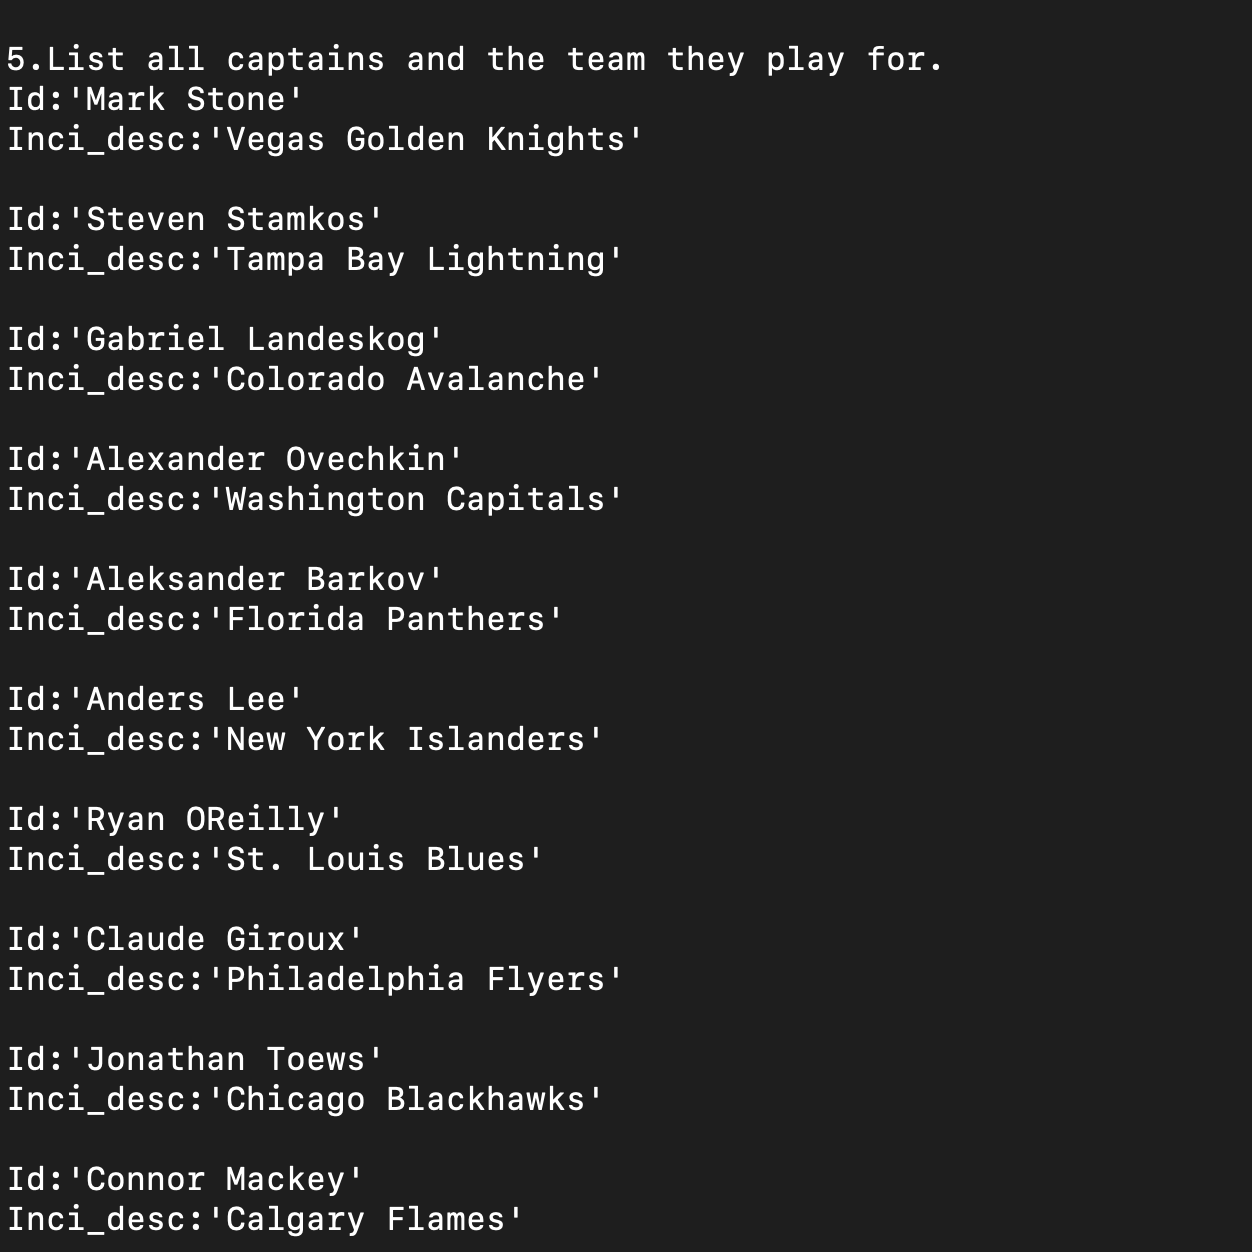 5.List all captains and the team they play for.
Id:'Mark Stone'
Inci_desc:'Vegas Golden Knights'
Id:'Steven Stamkos'
Inci_desc:'Tampa Bay Lightning'
Id:'Gabriel Landeskog'
Inci_desc:'Colorado Avalanche'
Id:'Alexander Ovechkin'
Inci_desc:'Washington Capitals'
Id:'Aleksander Barkov'
Inci_desc:'Florida Panthers'
Id:'Anders Lee'
Inci_desc:'New York Islanders'
Id:'Ryan OReilly'
Inci_desc:'St. Louis Blues'
Id:'Claude Giroux'
Inci_desc:'Philadelphia Flyers'
Id:'Jonathan Toews'
Inci_desc:'Chicago Blackhawks'
Id:'Connor Mackey'
Inci_desc:'Calgary Flames'